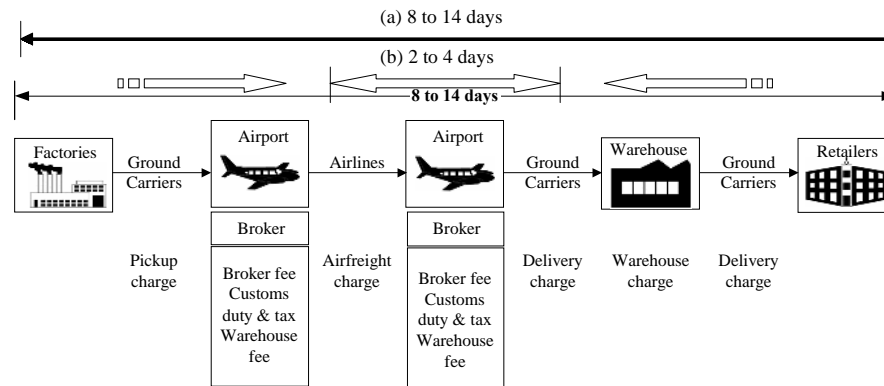 (a) 8 to 14 days
(b) 2 to 4 days
8 to 14 days
Factories
Ground
Carriers
Airport
Airlines
Airport
Ground
Carriers
Warehouse
Ground
Carriers
Retailers
Broker
Broker
Pickup
charge
Broker fee
Customs
duty & tax
Warehouse
fee
Airfreight
charge
Broker fee
Customs
duty & tax
Warehouse
fee
Delivery
charge
Warehouse
charge
Delivery
charge